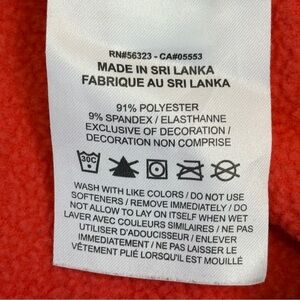 RN#56323 - CA#05553
MADE IN SRI LANKA
FABRIQUE AU SRI LANKA
91% POLYESTER
9% SPANDEX / ELASTHANNE
EXCLUSIVE OF DECORATION /
DECORATION NON COMPRISE
30C
WASH WITH LIKE COLORS / DO NOT USE
SOFTENERS / REMOVE IMMEDIATELY / DO
NOT ALLOW TO LAY ON ITSELF WHEN WET
LAVER AVEC COULEURS SIMILAIRES / NE PAS
UTILISER D'ADOUCISSEUR / ENLEVER
IMMÉDIATEMENT / NE PAS LAISSER LE
VÊTEMENT PLIÉ LORSQU'IL EST MOUILLÉ